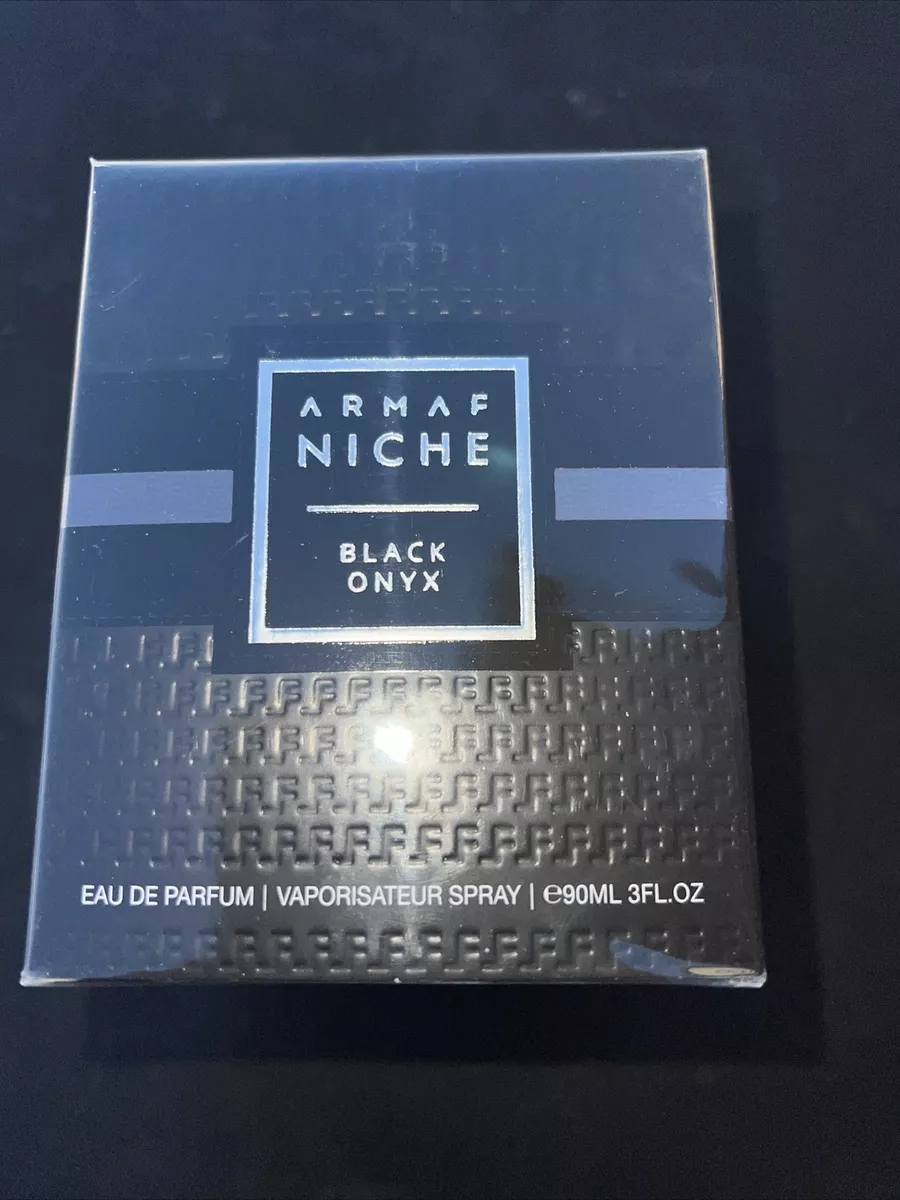 ARMAF
NICHE
BLACK
ONYX
EAU DE PARFUM | VAPORISATEUR SPRAY | ℮90ML 3FL.OZ